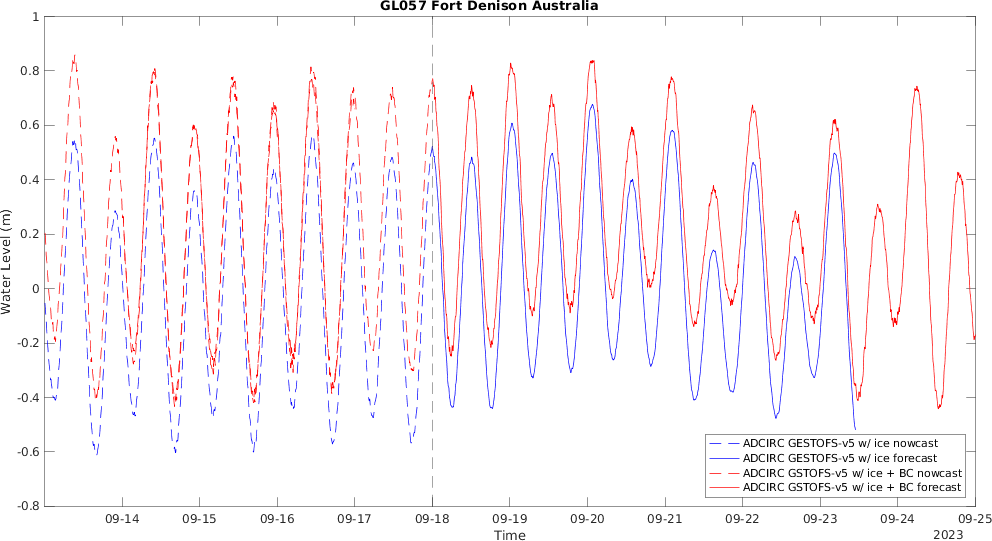 GL057 Fort Denison Australia
1
0.8
0.6
0.4
0.2
0
-0.2
-0.4
-0.6
-0.8
Water Level (m)
ADCIRC GESTOFS-v5 w/ ice nowcast
ADCIRC GESTOFS-v5 w/ ice forecast
ADCIRC GSTOFS-v5 w/ ice + BC nowcast
ADCIRC GSTOFS-v5 w/ ice + BC forecast
09-14 09-15 09-16 09-17 09-18 09-19 09-20 09-21 09-22 09-23 09-24 09-25
Time
2023